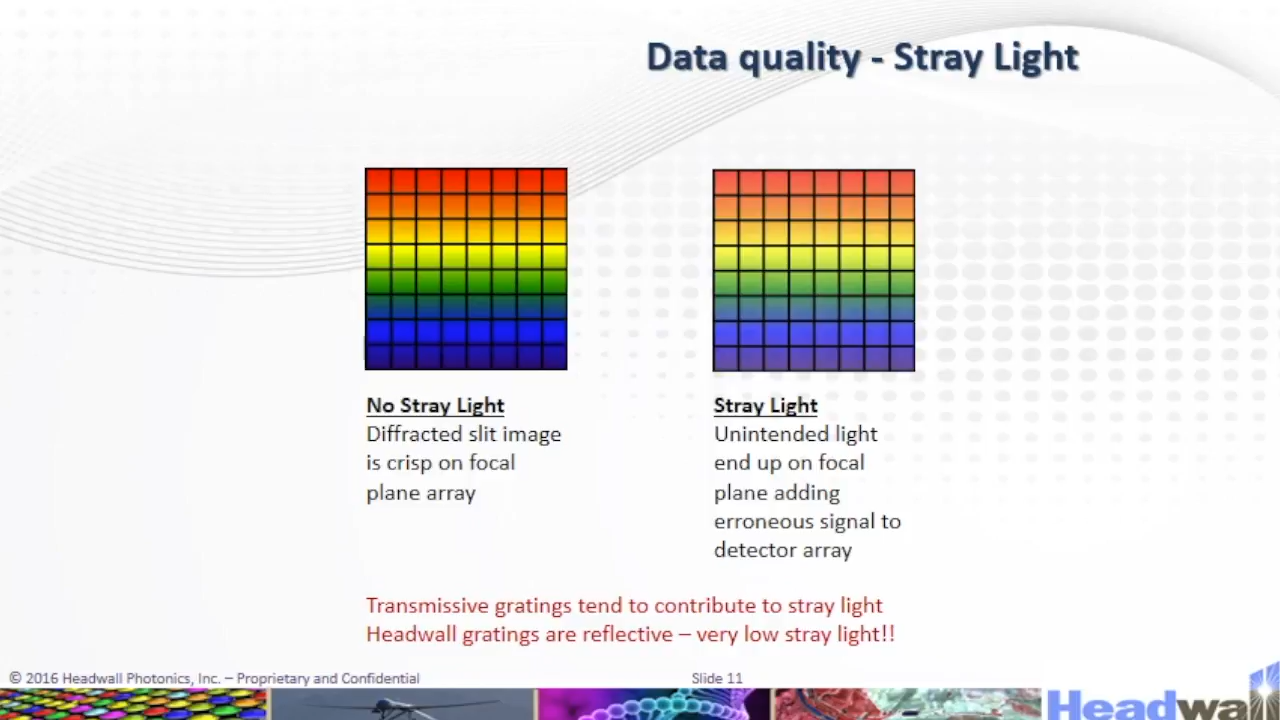 Data quality - Stray Light
No Stray Light
Diffracted slit image
is crisp on focal
plane array
Stray Light
Unintended light
end up on focal
plane adding
erroneous signal to
detector array
Transmissive gratings tend to contribute to stray light
Headwall gratings are reflective – very low stray light!!
© 2016 Headwall Photonics, Inc. – Proprietary and Confidential
Slide 11
Headwall